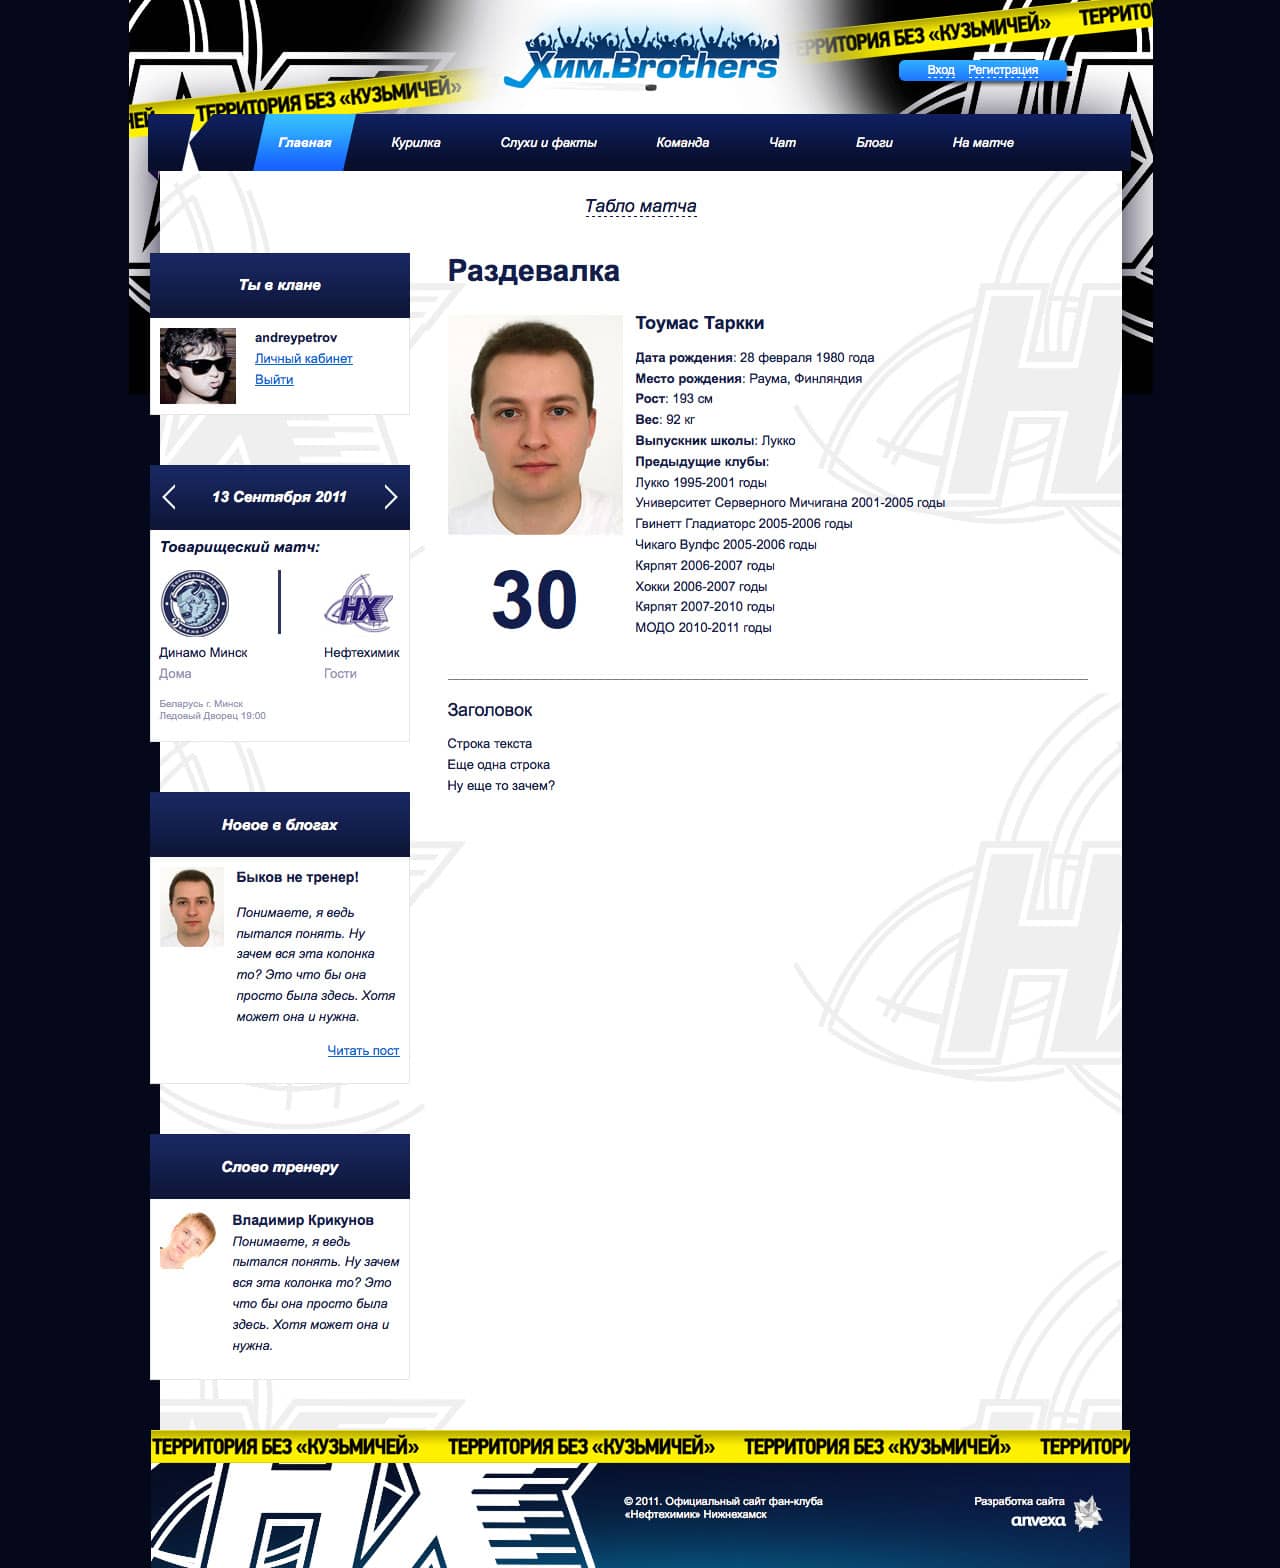 ТЕРРИТОРИЯ БЕЗ «КУЗЬМИЧЕЙ»
ТЕРРИТОРИЯ БЕЗ «КУЗЬМИЧЕЙ»
Хим.Brothers
Вход Регистрация
Главная Курилка Слухи и факты Команда Чат Блоги На матче
Табло матча
Ты в клане
andreypetrov
Личный кабинет
Выйти
13 Сентября 2011
Товарищеский матч:
Динамо Минск Нефтехимик
Дома Гости
Беларусь г. Минск
Ледовый Дворец 19:00
Новое в блогах
Быков не тренер!
Понимаете, я ведь
пытался понять. Ну
зачем вся эта колонка
то? Это что бы она
просто была здесь. Хотя
может она и нужна.
Читать пост
Слово тренеру
Владимир Крикунов
Понимаете, я ведь
пытался понять. Ну зачем
вся эта колонка то? Это
что бы она просто была
здесь. Хотя может она и
нужна.
Раздевалка
Тоумас Таркки
Дата рождения: 28 февраля 1980 года
Место рождения: Раума, Финляндия
Рост: 193 см
Вес: 92 кг
Выпускник школы: Лукко
Предыдущие клубы:
Лукко 1995-2001 годы
Университет Серверного Мичигана 2001-2005 годы
Гвинетт Гладиаторс 2005-2006 годы
Чикаго Вулфс 2005-2006 годы
Кярпят 2006-2007 годы
Хокки 2006-2007 годы
Кярпят 2007-2010 годы
МОДО 2010-2011 годы
30
Заголовок
Строка текста
Еще одна строка
Ну еще то зачем?
ТЕРРИТОРИЯ БЕЗ «КУЗЬМИЧЕЙ» ТЕРРИТОРИЯ БЕЗ «КУЗЬМИЧЕЙ» ТЕРРИТОРИЯ БЕЗ «КУЗЬМИЧЕЙ»
НХ
© 2011. Официальный сайт фан-клуба
«Нефтехимик» Нижнехамск
Разработка сайта
anvexa